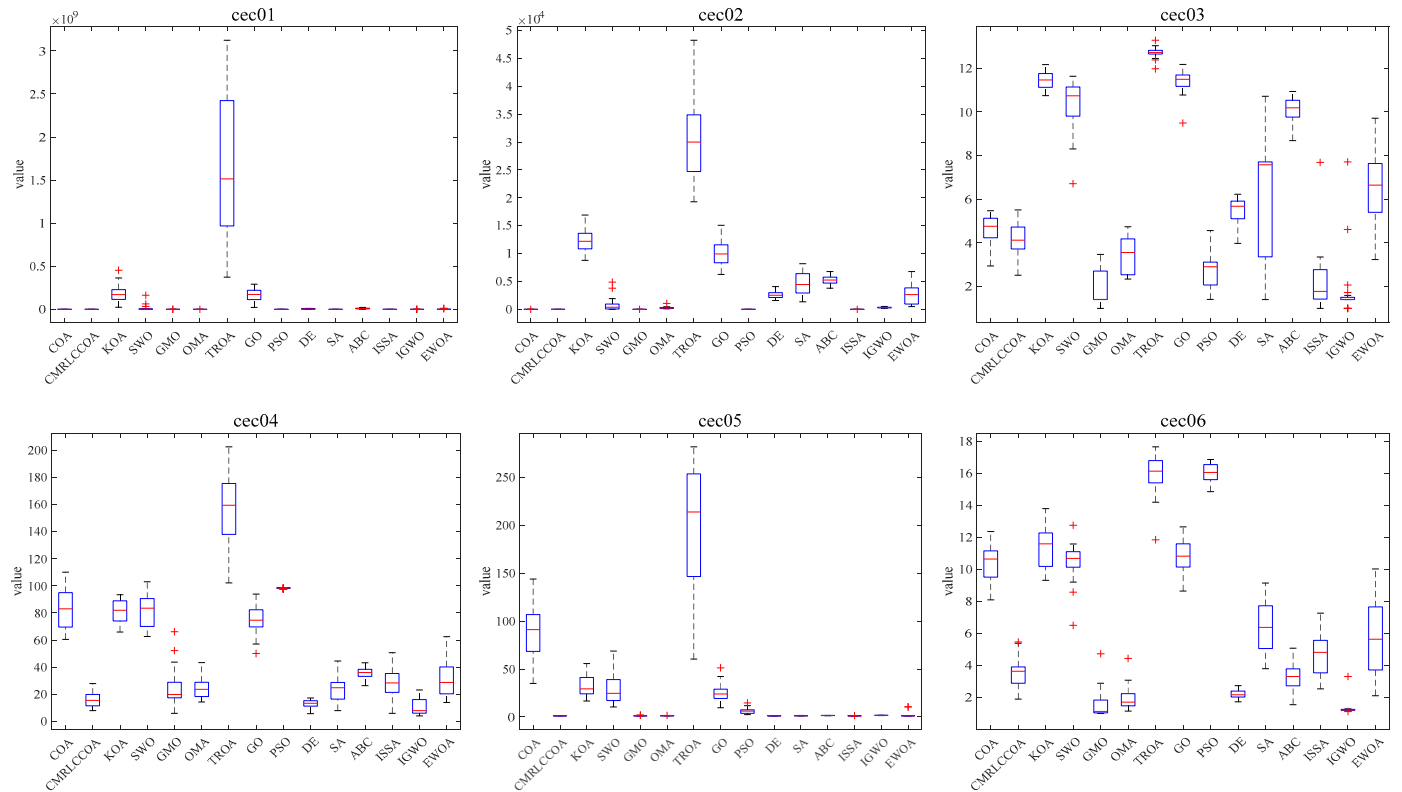 cec01
×10⁹
3
2.5
2
1.5
1
0.5
0
value
COA
CMRLCCOA
KOA
SWO
GMO
OMA
TROA
GO
PSO
DE
SA
ABC
ISSA
IGWO
EWOA
cec02
×10⁴
5
4.5
4
3.5
3
2.5
2
1.5
1
0.5
0
value
COA
CMRLCCOA
KOA
SWO
GMO
OMA
TROA
GO
PSO
DE
SA
ABC
ISSA
IGWO
EWOA
cec03
12
10
8
6
4
2
value
COA
CMRLCCOA
KOA
SWO
GMO
OMA
TROA
GO
PSO
DE
SA
ABC
ISSA
IGWO
EWOA
cec04
200
180
160
140
120
100
80
60
40
20
0
value
COA
CMRLCCOA
KOA
SWO
GMO
OMA
TROA
GO
PSO
DE
SA
ABC
ISSA
IGWO
EWOA
cec05
250
200
150
100
50
0
value
COA
CMRLCCOA
KOA
SWO
GMO
OMA
TROA
GO
PSO
DE
SA
ABC
ISSA
IGWO
EWOA
cec06
18
16
14
12
10
8
6
4
2
value
COA
CMRLCCOA
KOA
SWO
GMO
OMA
TROA
GO
PSO
DE
SA
ABC
ISSA
IGWO
EWOA